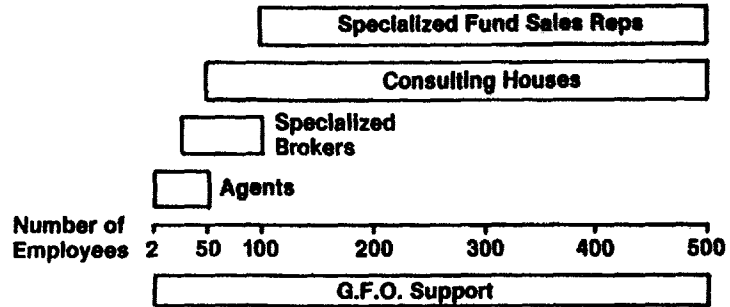 Specialized Fund Sales Reps
Consulting Houses
Specialized
Brokers
Agents
Number of
Employees 2 50 100 200 300 400 500
G.F.O. Support